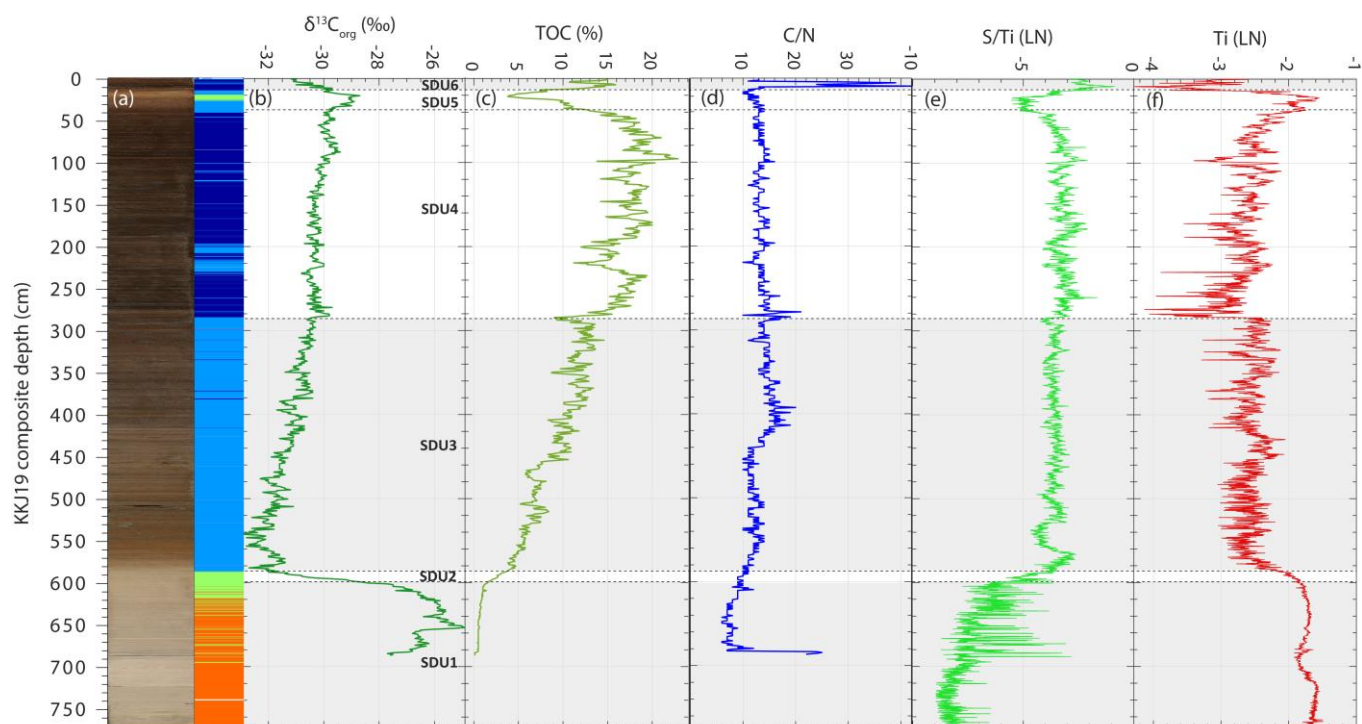 δ13Corg (‰) TOC (%) C/N S/Ti (LN) Ti (LN)
-32 -30 -28 -26 0 5 10 15 20 10 20 30 -10 -5 0 -4 -3 -2 -1
0 (a) (b) SDU6 (c) (d) (e) (f)
SDU5
50
100
150 SDU4
200
250
300
350
400
SDU3
450
500
550
600 SDU2
650
700 SDU1
750
KKJ19 composite depth (cm)